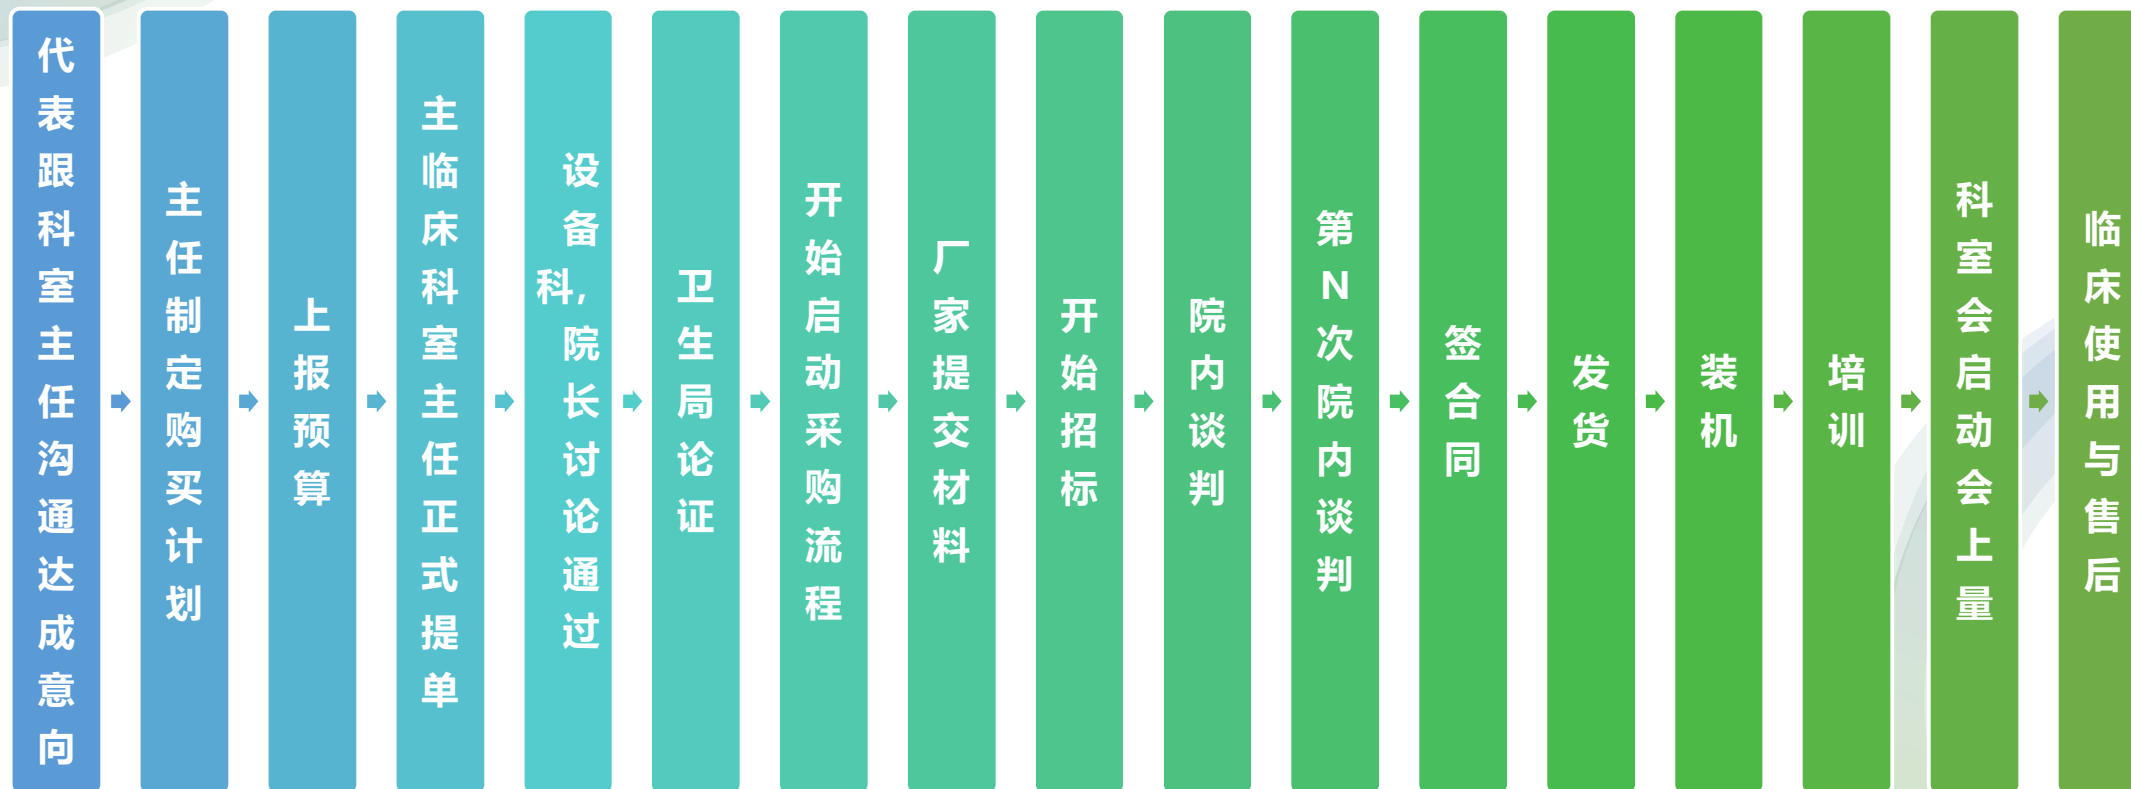 代表跟科室主任沟通达成意向
主任制定购买计划
上报预算
主临床科室主任正式提单
设备科,院长讨论通过
卫生局论证
开始启动采购流程
厂家提交材料
开始招标
院内谈判
第N次院内谈判
签合同
发货
装机
培训
科室会启动会上量
临床使用与售后